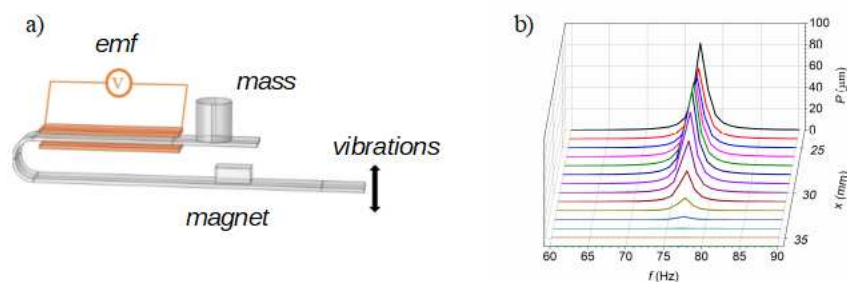 a)
emf
V
mass
vibrations
magnet
b)
100
80
60
40
20
0
P (μm)
25
30
35
x (mm)
60 65 70 75 80 85 90
f (Hz)